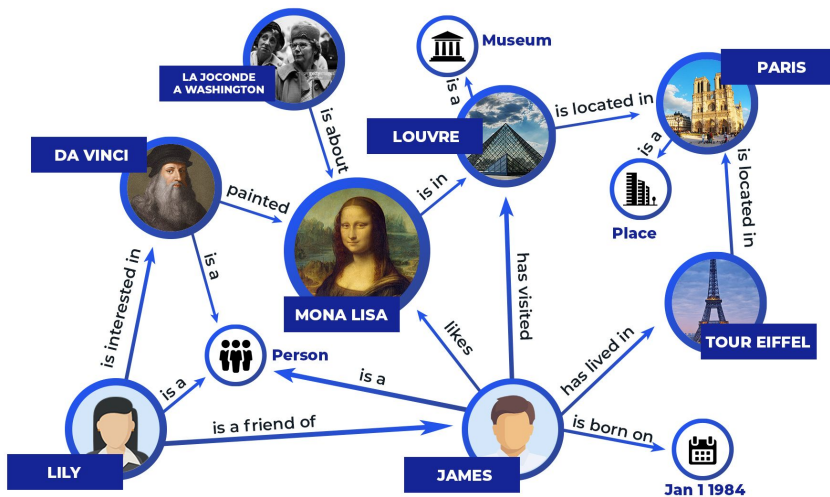 LA JOCONDE
A WASHINGTON
Museum
PARIS
LOUVRE
is a
is located in
DA VINCI
is about
is in
is a
Place
is located in
painted
is a
MONA LISA
has visited
likes
TOUR EIFFEL
is interested in
Person
is a
is a
has lived in
is a friend of
is born on
LILY
JAMES
Jan 1 1984